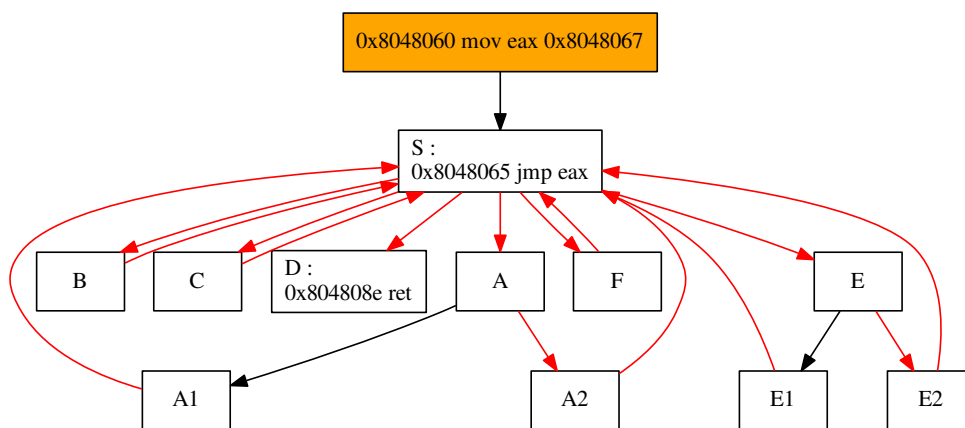 0x8048060 mov eax 0x8048067
S :
0x8048065 jmp eax
B
C
D :
0x804808e ret
A
F
E
A1
A2
E1
E2